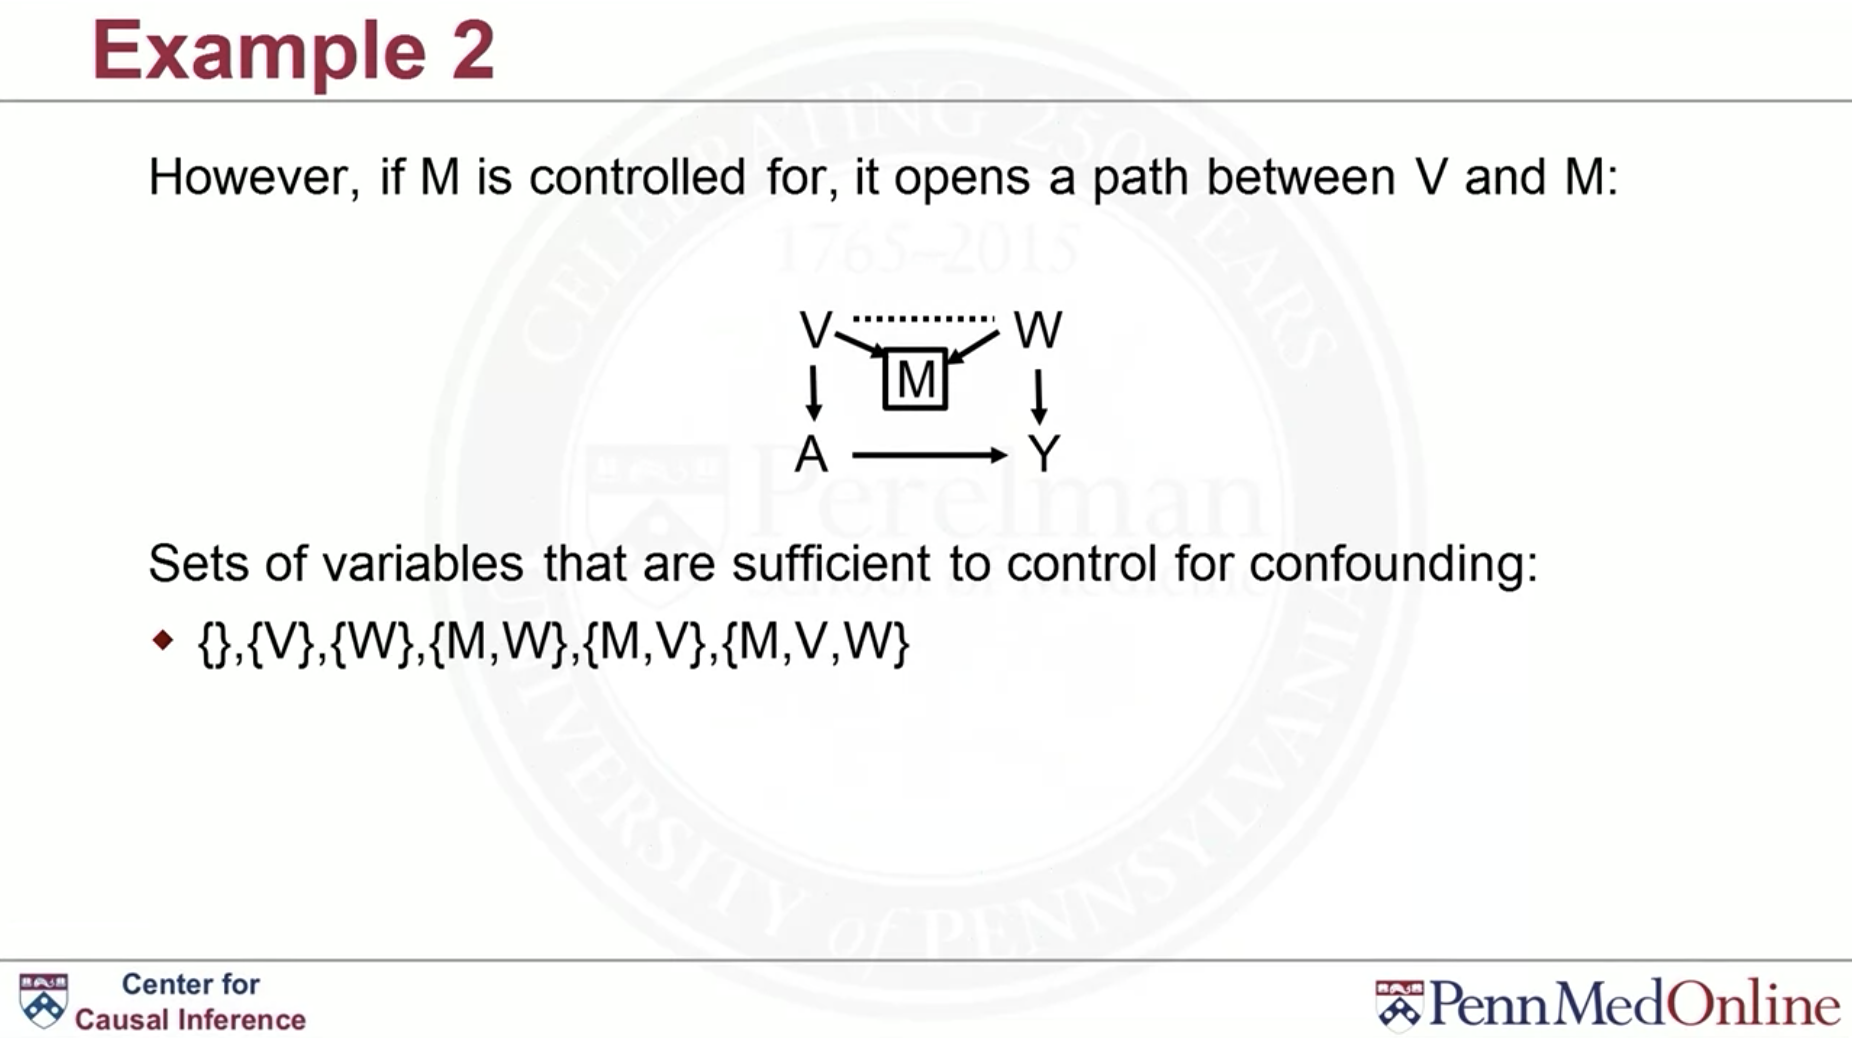 Example 2
However, if M is controlled for, it opens a path between V and M:
V W
M
A Y
Sets of variables that are sufficient to control for confounding:
{},{V},{W},{M,W},{M,V},{M,V,W}
CELEBRATING 250 YEARS
1765–2015
Perelman
School of Medicine
UNIVERSITY of PENNSYLVANIA
Center for
Causal Inference
PennMedOnline